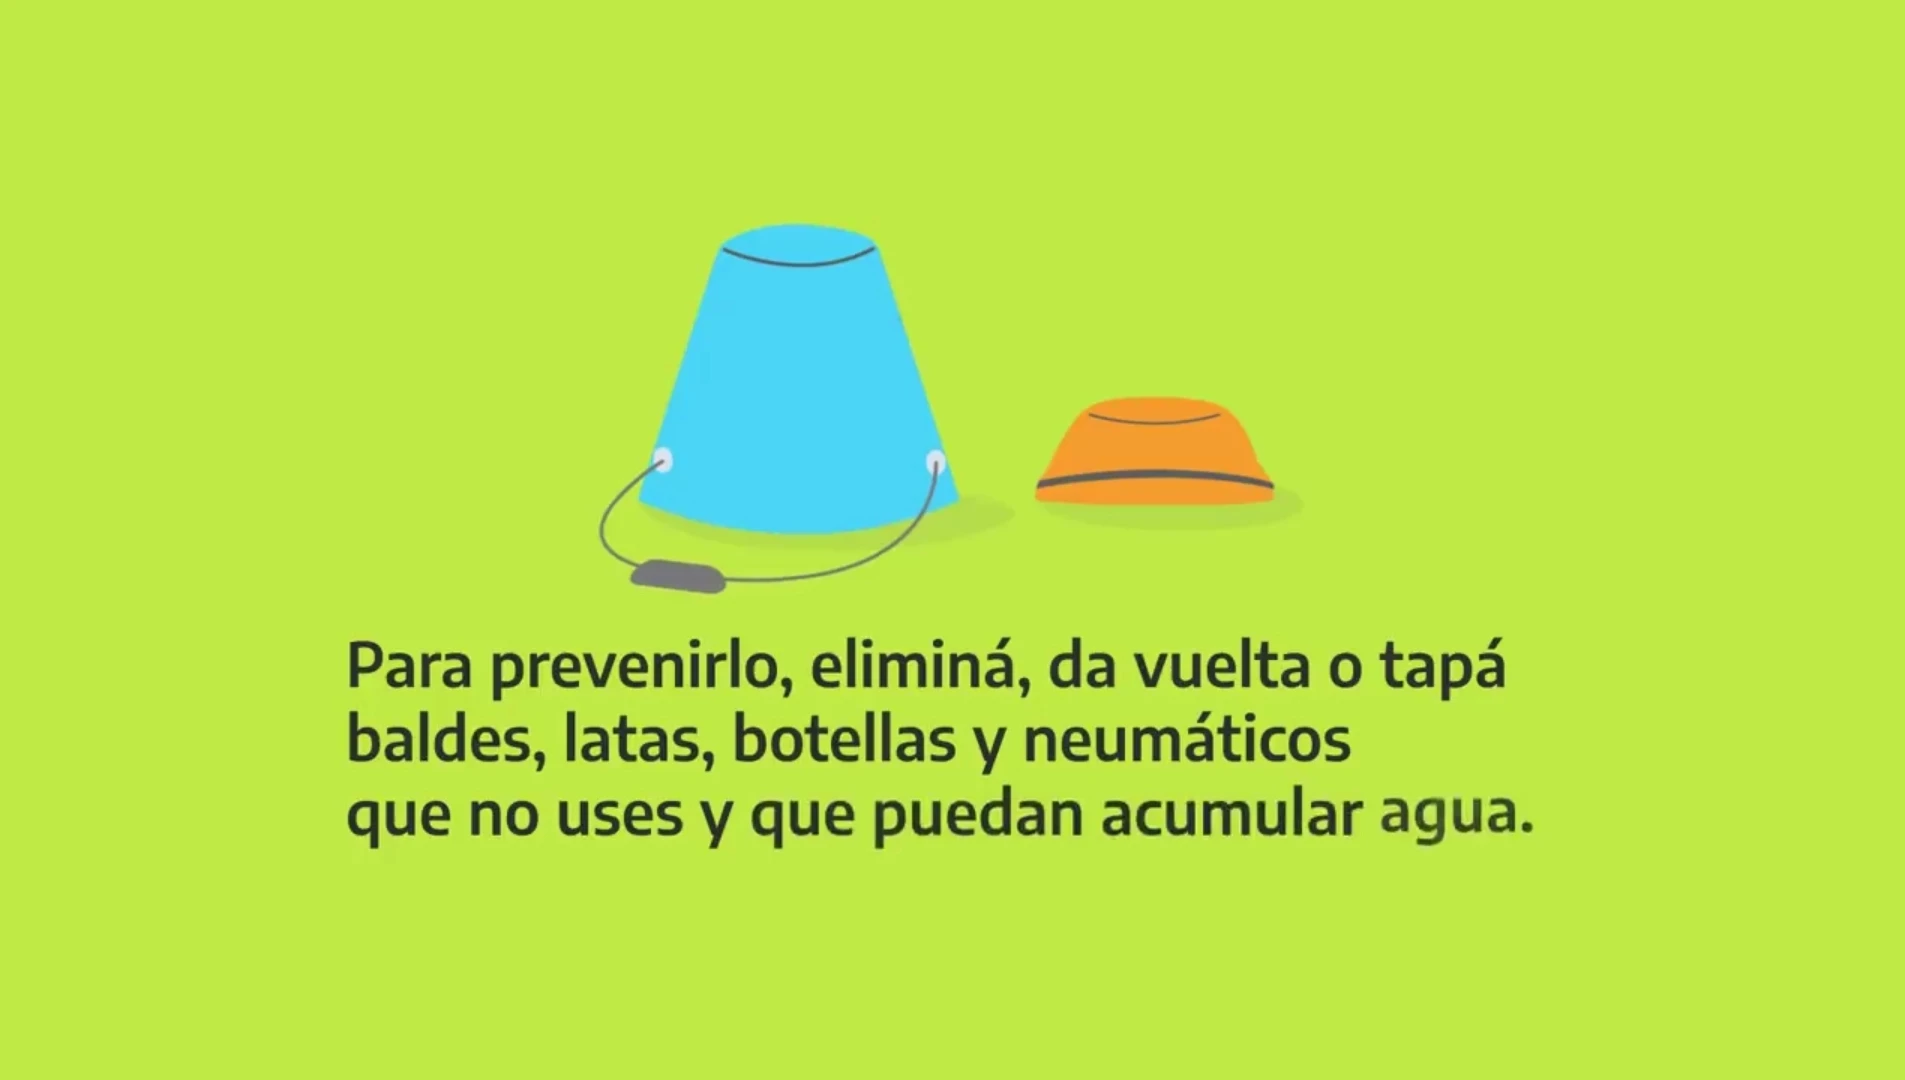 Para prevenirlo, eliminá, da vuelta o tapá
baldes, latas, botellas y neumáticos
que no uses y que puedan acumular agua.